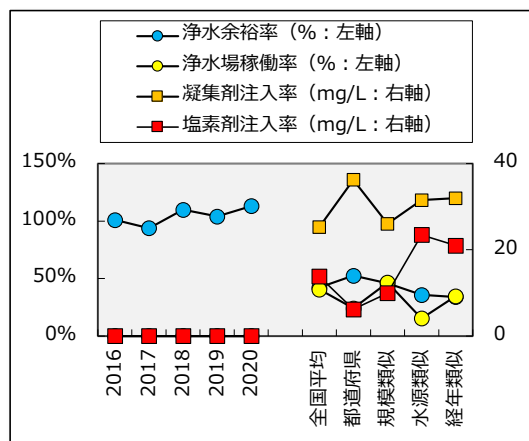 浄水余裕率（%：左軸）
浄水場稼働率（%：左軸）
凝集剤注入率（mg/L：右軸）
塩素剤注入率（mg/L：右軸）
150%
100%
50%
0%
40
20
0
2016
2017
2018
2019
2020
全国平均
都道府県
規模類似
水源類似
経年類似